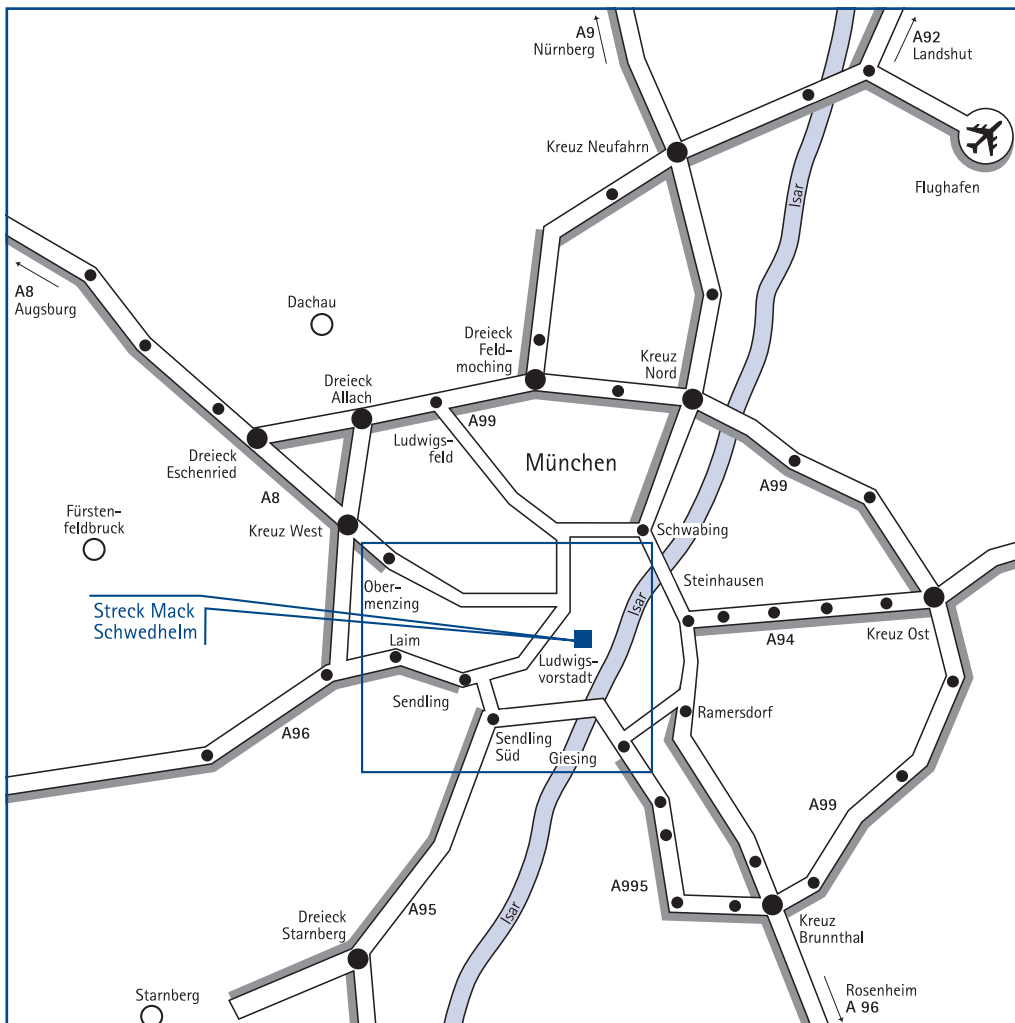 A9
Nürnberg
A92
Landshut
Kreuz Neufahrn
Flughafen
Isar
A8
Augsburg
Dachau
Dreieck
Feld-
moching
Kreuz
Nord
Dreieck
Allach
A99
Ludwigs-
feld
München
A99
Dreieck
Eschenried
A8
Fürsten-
feldbruck
Kreuz West
Schwabing
Steinhausen
Ober-
menzing
Isar
Streck Mack
Schwedhelm
A94
Kreuz Ost
Laim
Ludwigs-
vorstadt
Sendling
Ramersdorf
A96
Sendling
Süd
Giesing
A99
A995
A95
Isar
Dreieck
Starnberg
Kreuz
Brunnthal
Starnberg
Rosenheim
A 96